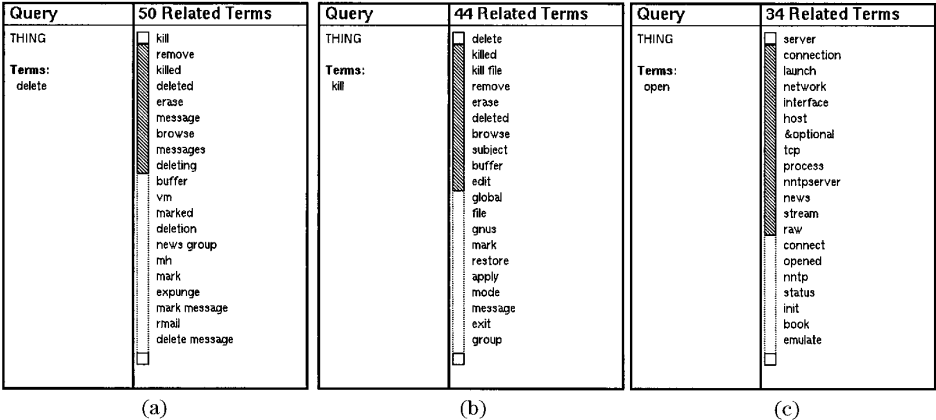 Query
THING
Terms:
delete
50 Related Terms
kill
remove
killed
deleted
erase
message
browse
messages
deleting
buffer
vm
marked
deletion
news group
mh
mark
expunge
mark message
rmail
delete message
(a)
Query
THING
Terms:
kill
44 Related Terms
delete
killed
kill file
remove
erase
deleted
browse
subject
buffer
edit
global
file
gnus
mark
restore
apply
mode
message
exit
group
(b)
Query
THING
Terms:
open
34 Related Terms
server
connection
launch
network
interface
host
&optional
tcp
process
nntpserver
news
stream
raw
connect
opened
nntp
status
init
book
emulate
(c)